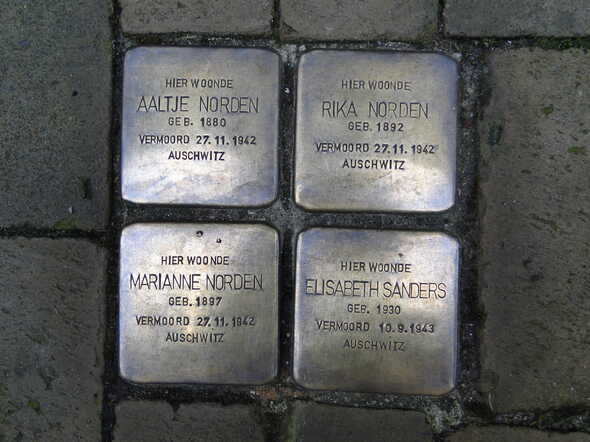 HIER WOONDE
AALTJE NORDEN
GEB. 1880
VERMOORD 27.11.1942
AUSCHWITZ
HIER WOONDE
RIKA NORDEN
GEB. 1892
VERMOORD 27.11.1942
AUSCHWITZ
HIER WOONDE
MARIANNE NORDEN
GEB. 1897
VERMOORD 27.11.1942
AUSCHWITZ
HIER WOONDE
ELISABETH SANDERS
GEB. 1930
VERMOORD 10.9.1943
AUSCHWITZ